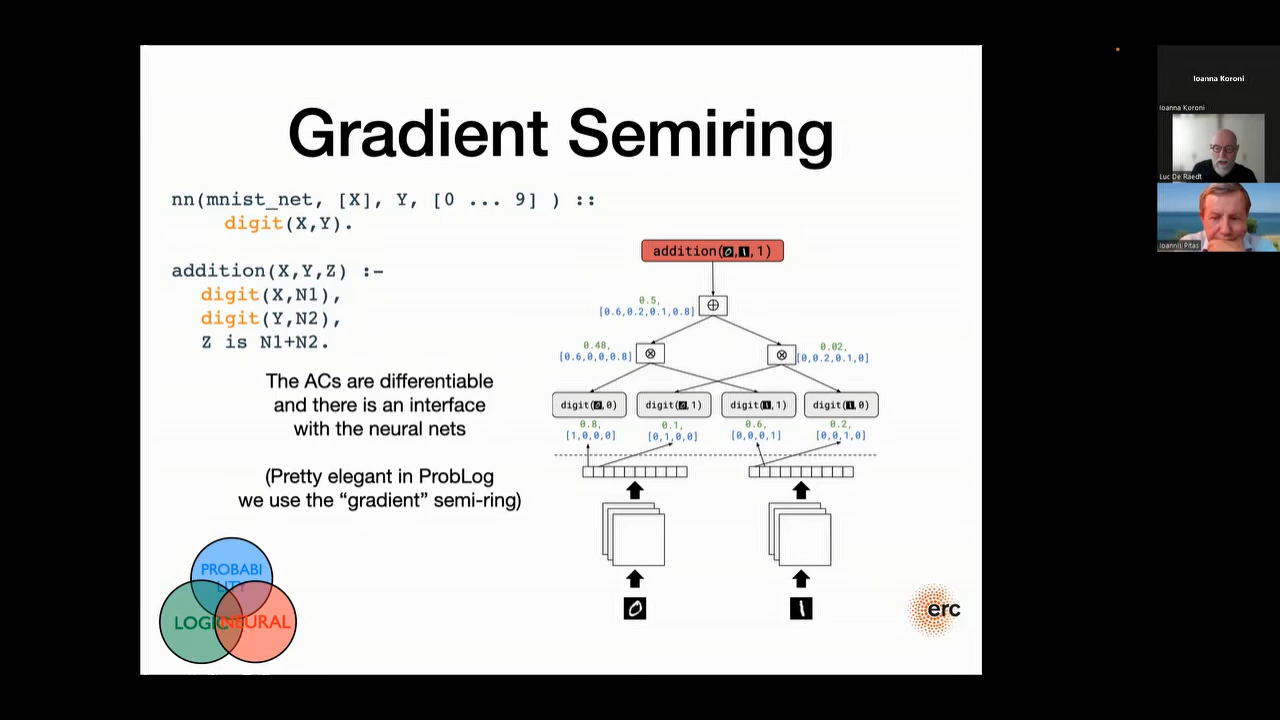 Gradient Semiring
nn(mnist_net, [X], Y, [0 ... 9] ) ::
digit(X,Y).
addition(X,Y,Z) :-
digit(X,N1),
digit(Y,N2),
Z is N1+N2.
The ACs are differentiable
and there is an interface
with the neural nets
(Pretty elegant in ProbLog
we use the “gradient” semi-ring)
addition(0,1,1)
0.5,
[0.6,0.2,0.1,0.8]
⊕
0.48,
[0.6,0,0,0.8]
⊗
⊗
0.02,
[0,0.2,0.1,0]
digit(0,0)
digit(0,1)
digit(1,1)
digit(1,0)
0.8,
[1,0,0,0]
0.1,
[0,1,0,0]
0.6,
[0,0,0,1]
0.2,
[0,0,1,0]
0
1
PROBABI
LITY
LOGIC
NEURAL
erc
Ioanna Koroni
Ioanna Koroni
Luc De Raedt
Ioannis Pitas